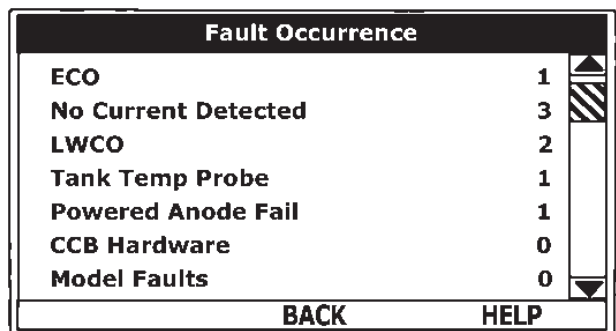 Fault Occurrence
ECO 1
No Current Detected 3
LWCO 2
Tank Temp Probe 1
Powered Anode Fail 1
CCB Hardware 0
Model Faults 0
BACK HELP